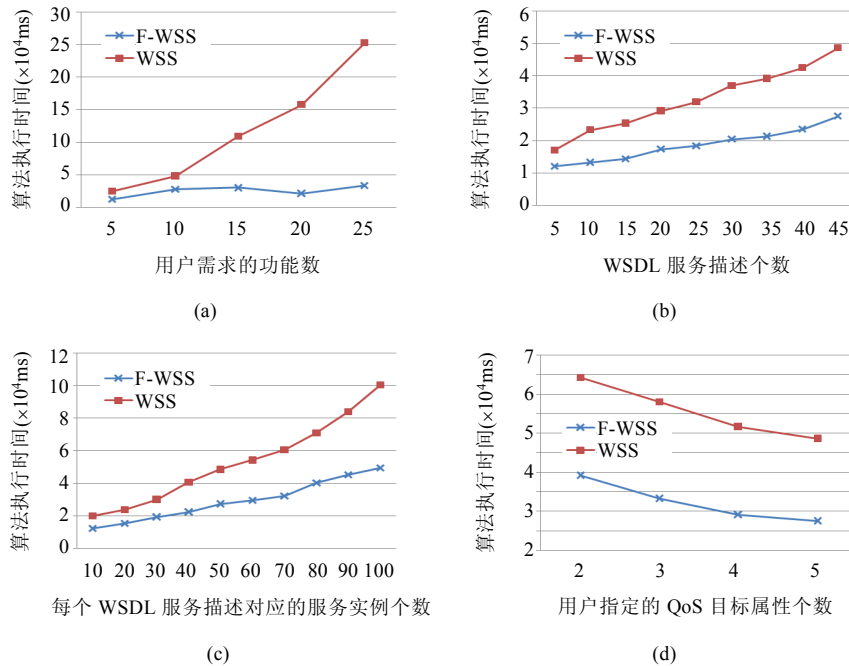 算法执行时间(×10⁴ms)
30
25
20
15
10
5
0
F-WSS
WSS
5 10 15 20 25
用户需求的功能数
(a)
算法执行时间(×10⁴ms)
6
5
4
3
2
1
0
F-WSS
WSS
5 10 15 20 25 30 35 40 45
WSDL 服务描述个数
(b)
算法执行时间(×10⁴ms)
12
10
8
6
4
2
0
F-WSS
WSS
10 20 30 40 50 60 70 80 90 100
每个 WSDL 服务描述对应的服务实例个数
(c)
算法执行时间(×10⁴ms)
7
6
5
4
3
2
F-WSS
WSS
2 3 4 5
用户指定的 QoS 目标属性个数
(d)